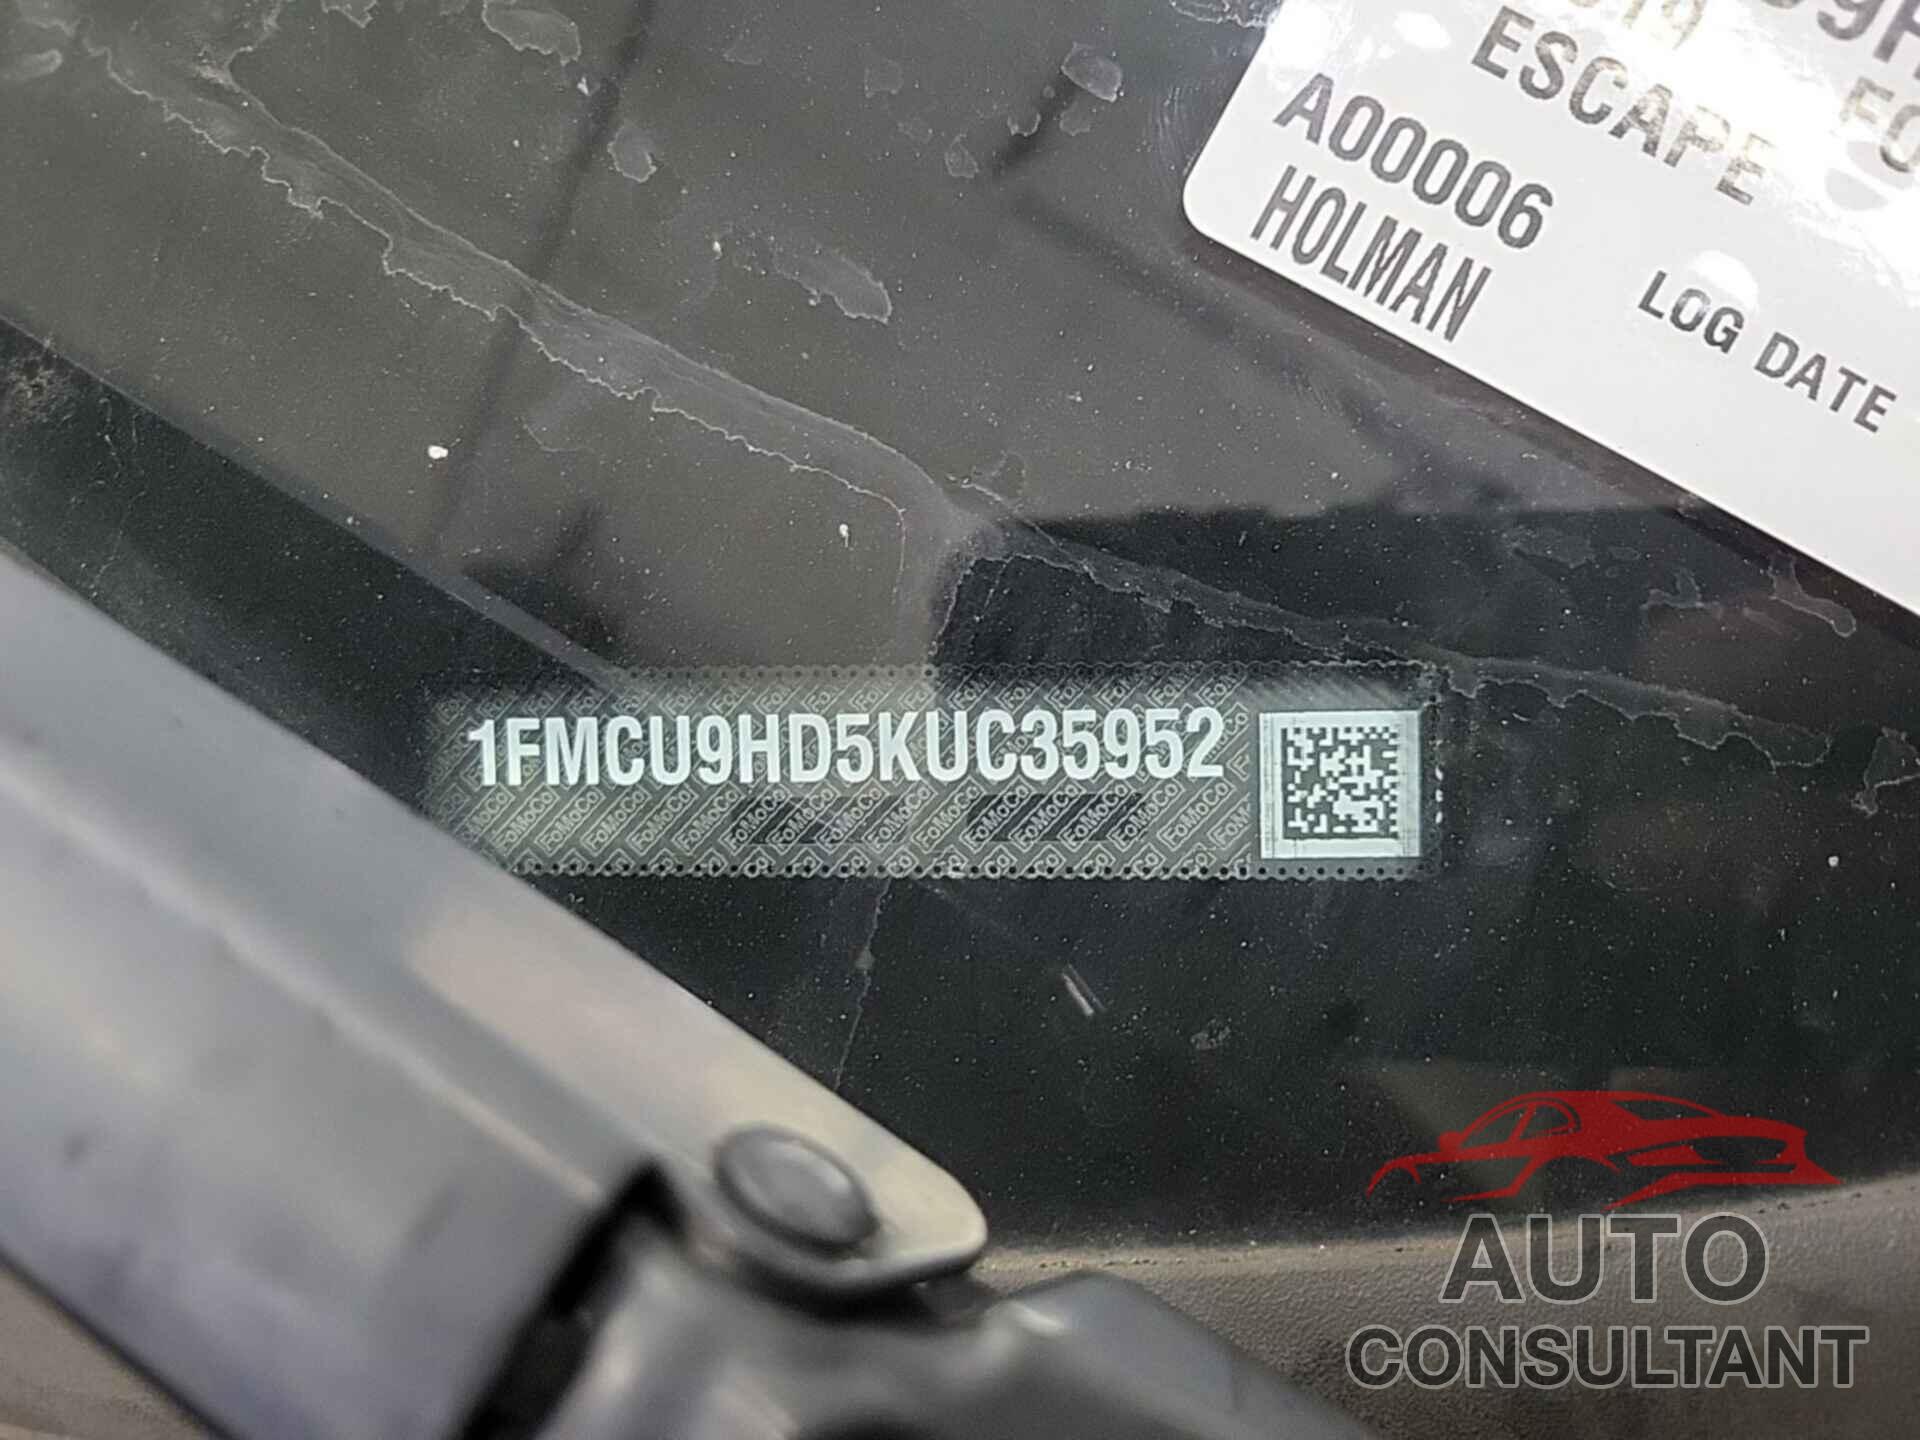 ESCAPE
A00006
HOLMAN
LOG DATE
1FMCU9HD5KUC35952
AUTO
CONSULTANT